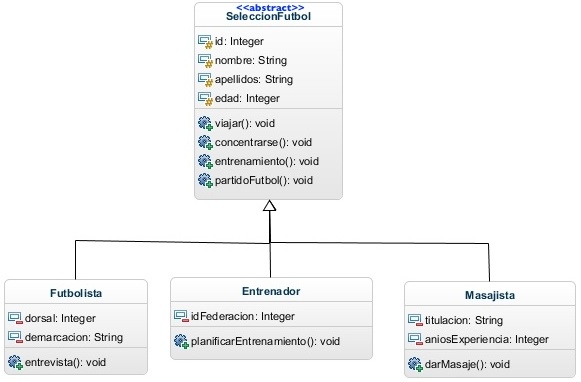 <<abstract>>
SeleccionFutbol
id: Integer
nombre: String
apellidos: String
edad: Integer
viajar(): void
concentrarse(): void
entrenamiento(): void
partidoFutbol(): void
Futbolista
dorsal: Integer
demarcacion: String
entrevista(): void
Entrenador
idFederacion: Integer
planificarEntrenamiento(): void
Masajista
titulacion: String
aniosExperiencia: Integer
darMasaje(): void